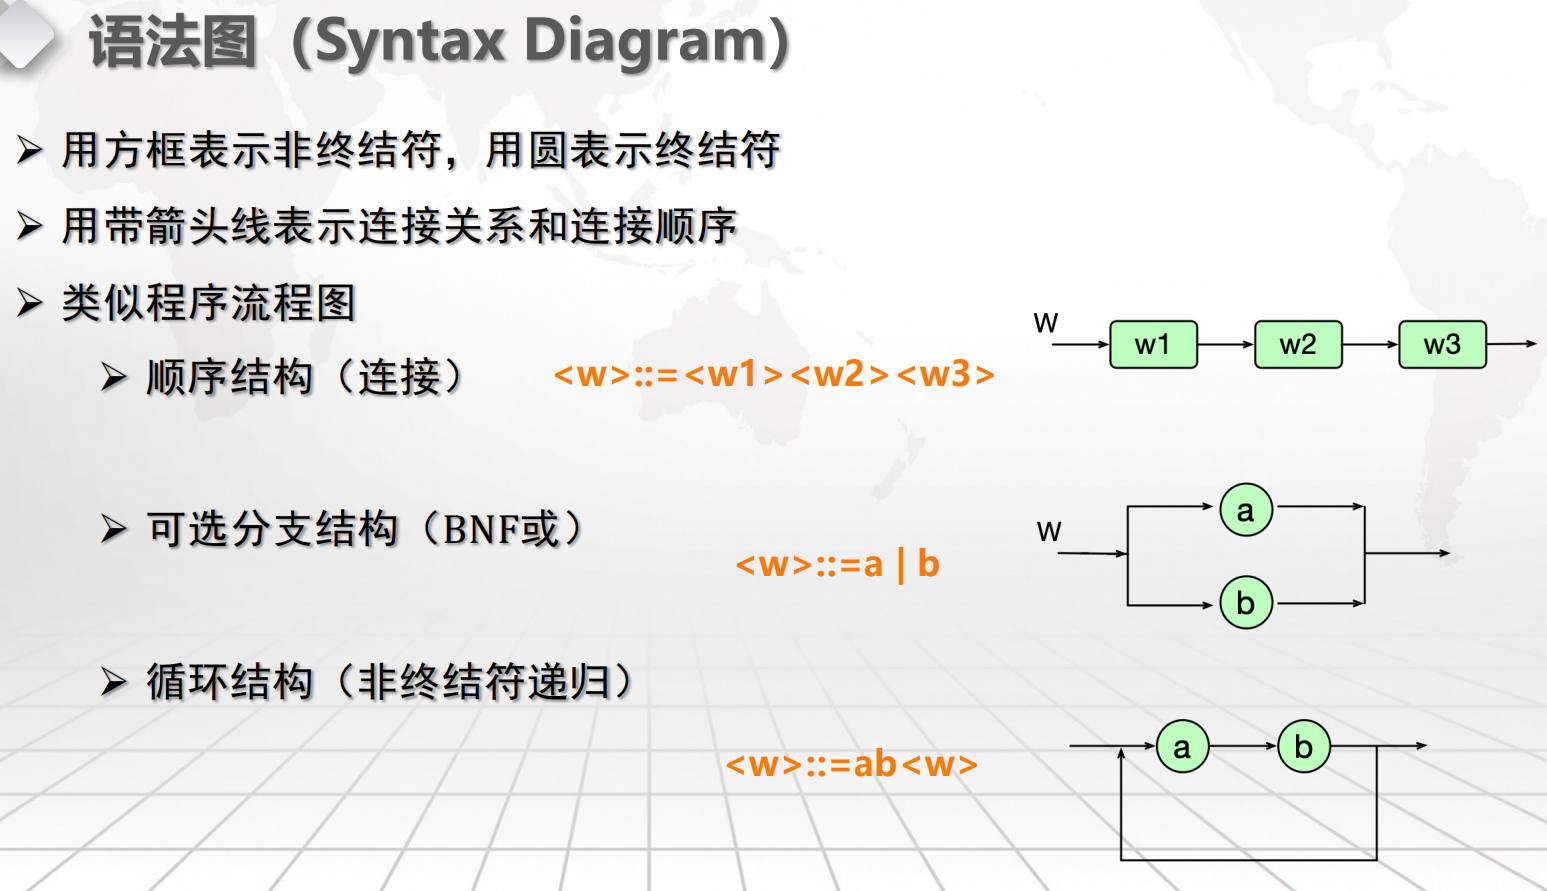 语法图（Syntax Diagram）
用方框表示非终结符，用圆表示终结符
用带箭头线表示连接关系和连接顺序
类似程序流程图
W
w1 w2 w3
顺序结构（连接） <w>::=<w1><w2><w3>
a
可选分支结构（BNF或） W
<w>::=a | b
b
循环结构（非终结符递归）
a b
<w>::=ab<w>